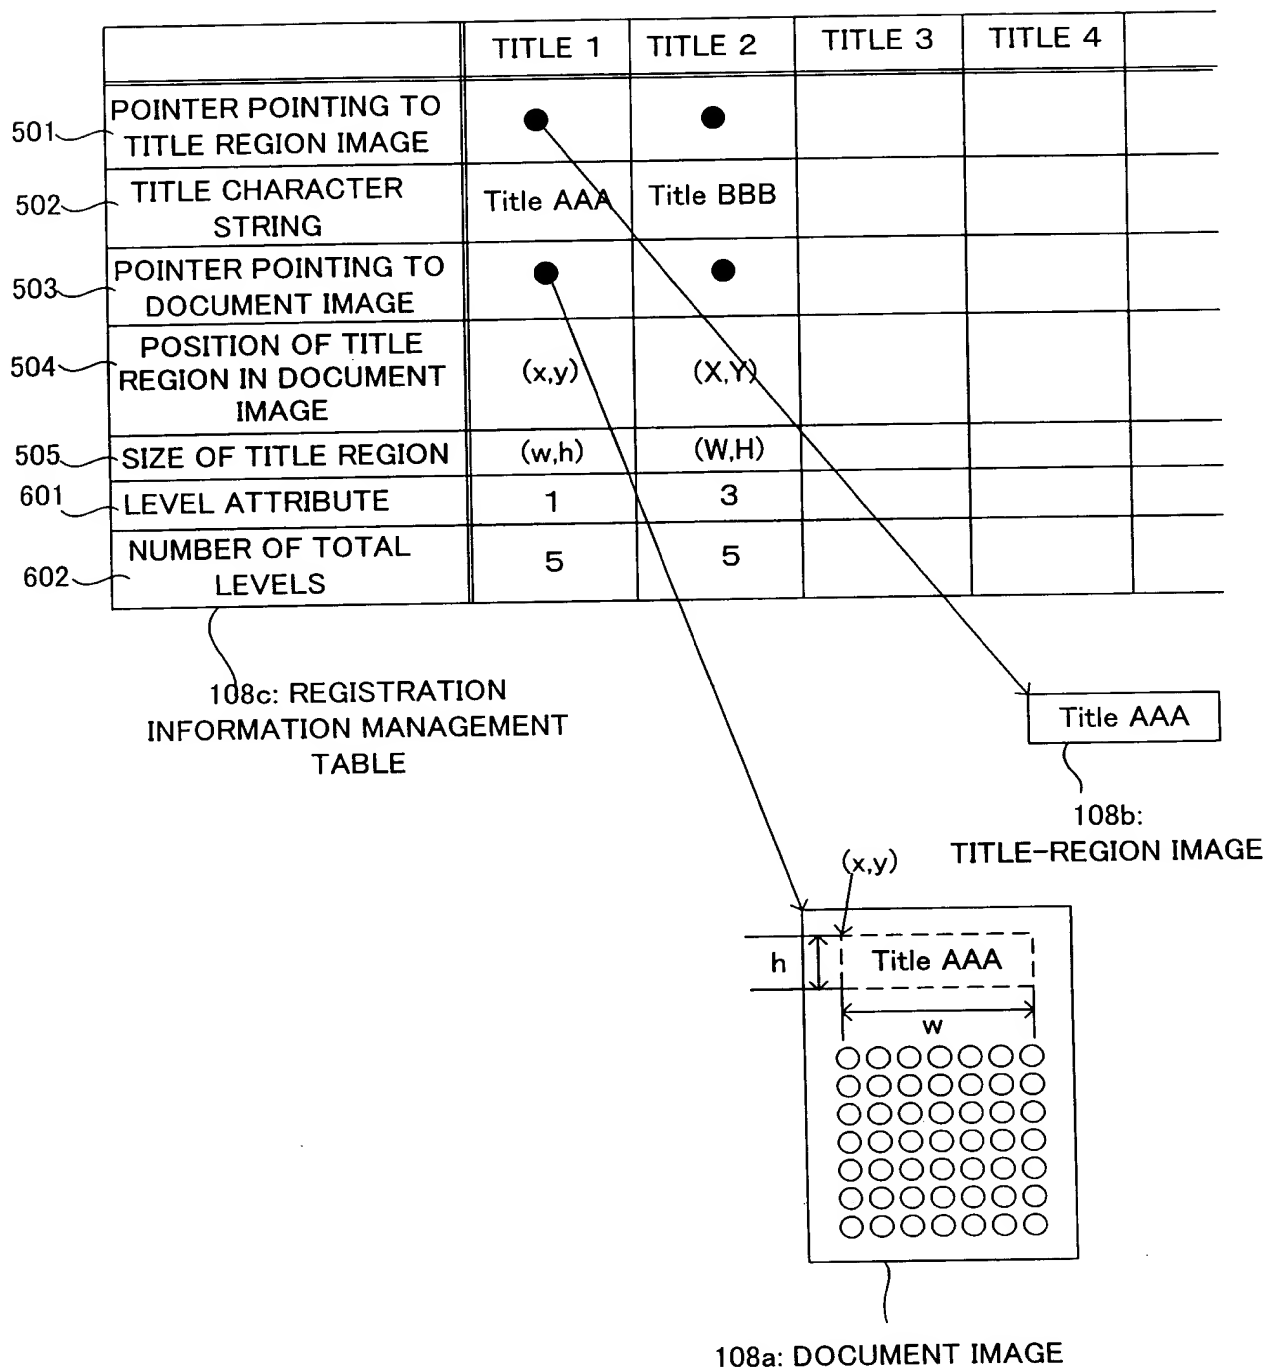 TITLE 1 TITLE 2 TITLE 3 TITLE 4
501 POINTER POINTING TO
TITLE REGION IMAGE
502 TITLE CHARACTER
STRING
Title AAA Title BBB
503 POINTER POINTING TO
DOCUMENT IMAGE
504 POSITION OF TITLE
REGION IN DOCUMENT
IMAGE
(x,y) (X,Y)
505 SIZE OF TITLE REGION (w,h) (W,H)
601 LEVEL ATTRIBUTE 1 3
602 NUMBER OF TOTAL
LEVELS
5 5
108c: REGISTRATION
INFORMATION MANAGEMENT
TABLE
Title AAA
108b:
TITLE-REGION IMAGE
(x,y)
h Title AAA
w
108a: DOCUMENT IMAGE